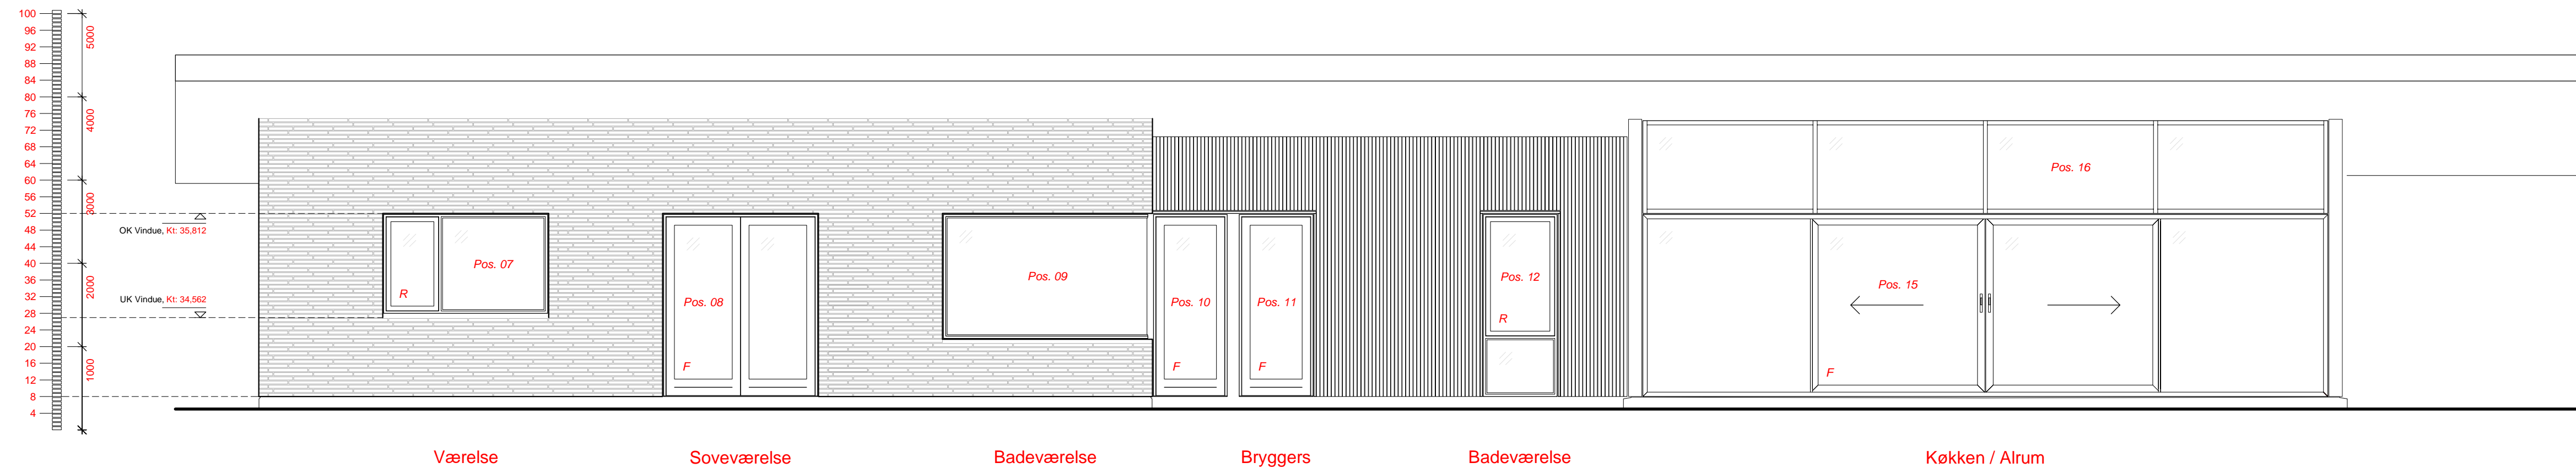 100
96
92
88
84
80
76
72
68
64
60
56
52
48
44
40
36
32
28
24
20
16
12
8
4
5000
4000
3000
2000
1000
OK Vindue, Kt: 35,812
UK Vindue, Kt: 34,562
R
Pos. 07
Pos. 08
F
Pos. 09
Pos. 10
F
Pos. 11
F
Pos. 12
R
Pos. 16
Pos. 15
F
Værelse
Soveværelse
Badeværelse
Bryggers
Badeværelse
Køkken / Alrum